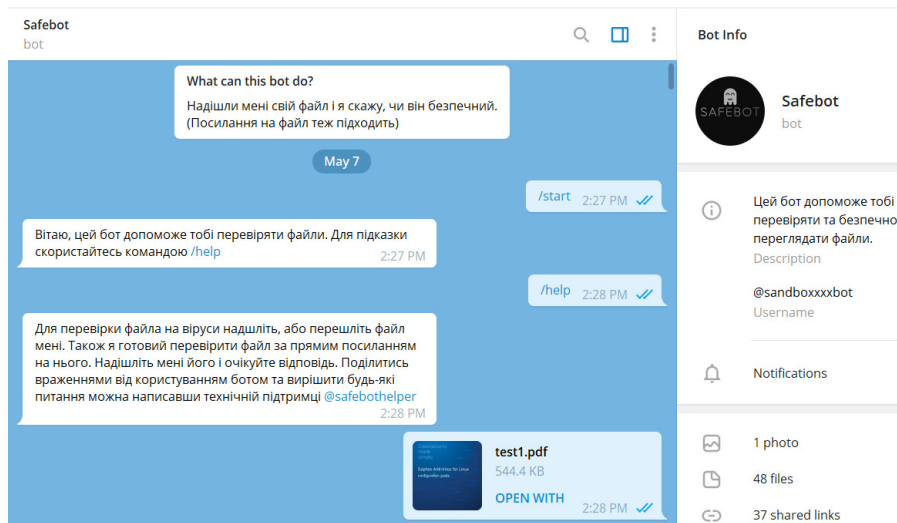 Safebot
bot
Bot Info
What can this bot do?
Надішли мені свій файл і я скажу, чи він безпечний.
(Посилання на файл теж підходить)
SAFEBOT
Safebot
bot
May 7
/start 2:27 PM
Вітаю, цей бот допоможе тобі перевіряти файли. Для підказки
скористайтесь командою /help
2:27 PM
Цей бот допоможе тобі
перевіряти та безпечно
переглядати файли.
Description
/help 2:28 PM
@sandboxxxxbot
Username
Для перевірки файла на віруси надшліть, або перешліть файл
мені. Також я готовий перевірити файл за прямим посиланням
на нього. Надішліть мені його і очікуйте відповідь. Поділитись
враженнями від користуванням ботом та вирішити будь-які
питання можна написавши технічній підтримці @safebothelper
2:28 PM
Notifications
test1.pdf
544.4 KB
OPEN WITH
2:28 PM
1 photo
48 files
37 shared links